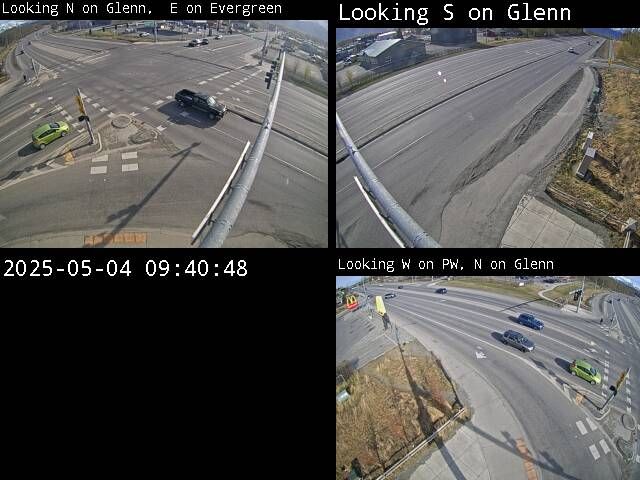 Looking N on Glenn,  E on Evergreen
Looking S on Glenn
2025-05-04 09:40:48
Looking W on PW, N on Glenn